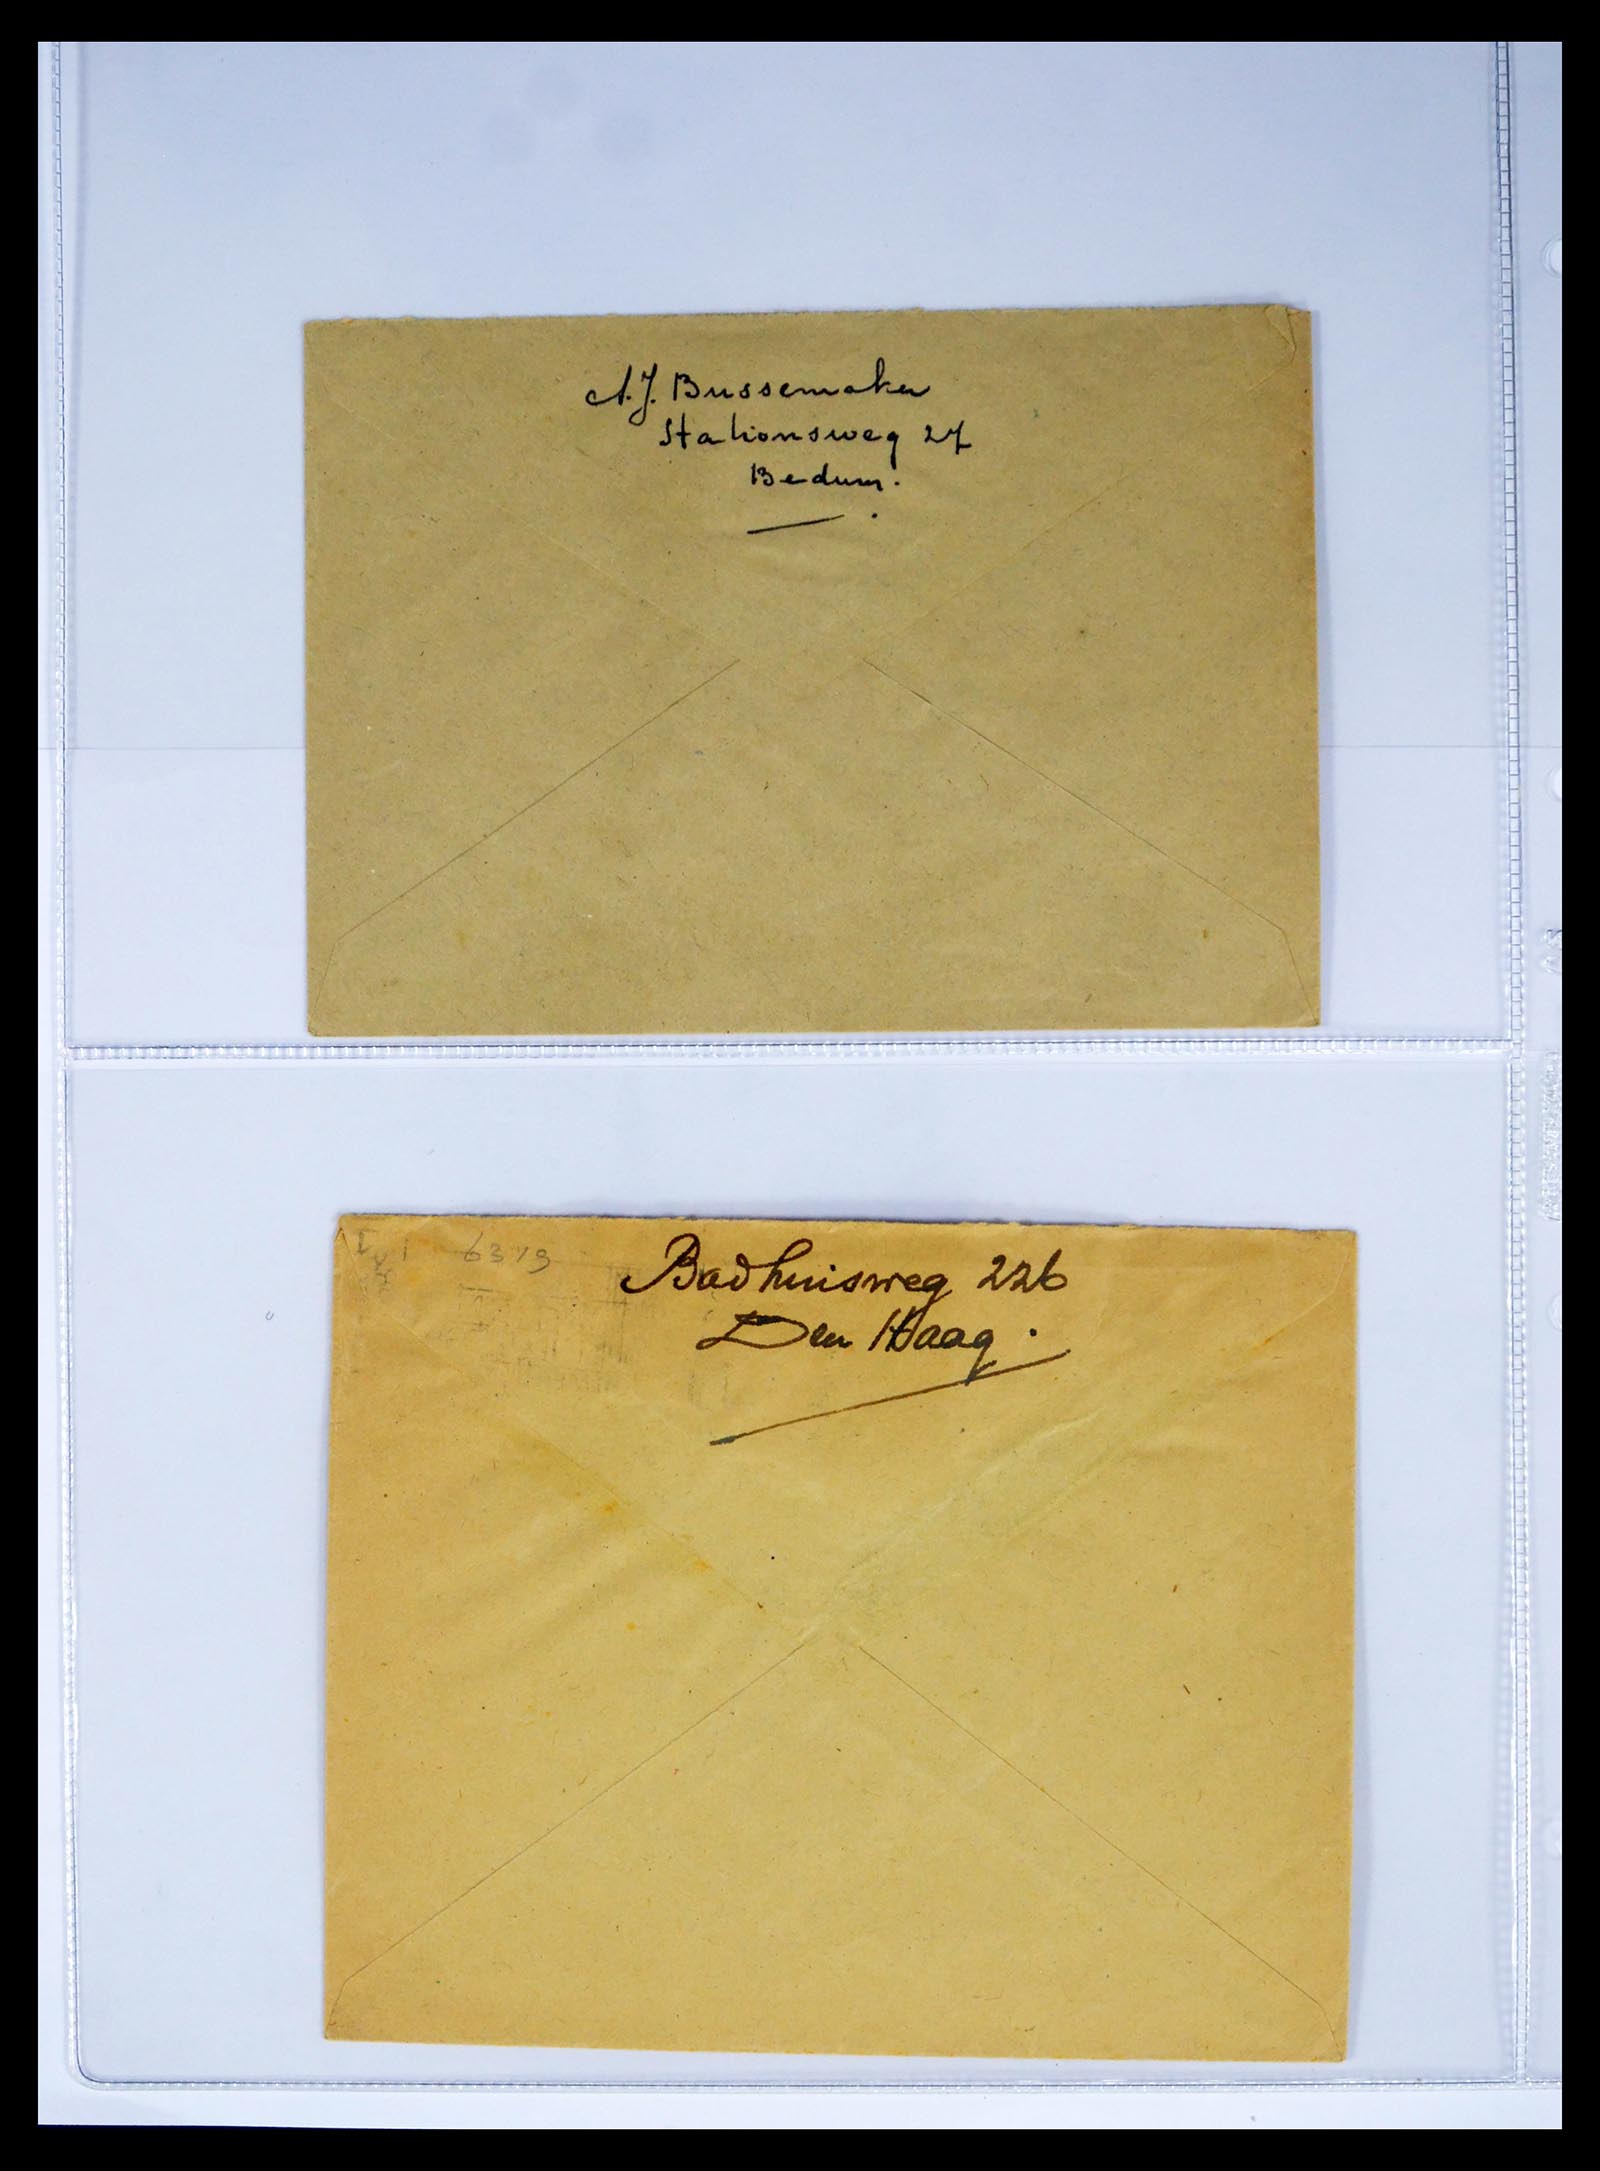 A.J. Bussemaker
Stationsweg 27
Bedum.
6379
Badhuisweg 226
Den Haag.